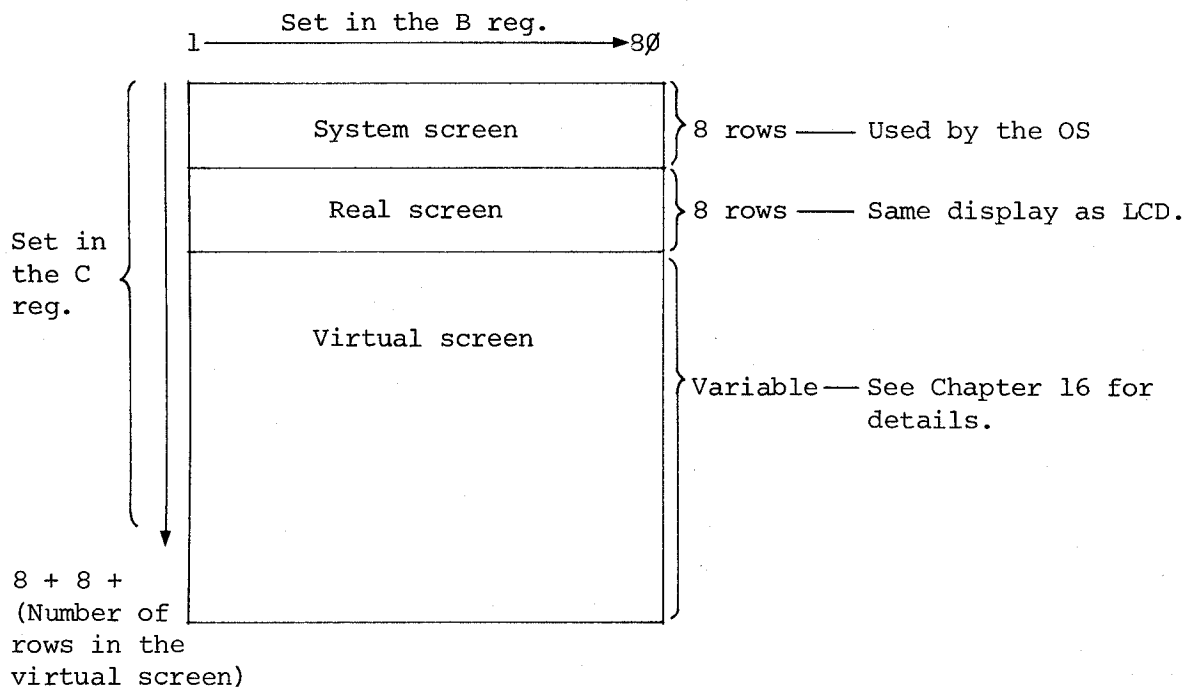 Set in the B reg.
1 8Ø
System screen
8 rows — Used by the OS
Real screen
8 rows — Same display as LCD.
Set in
the C
reg.
Virtual screen
Variable — See Chapter 16 for
details.
8 + 8 +
(Number of
rows in the
virtual screen)